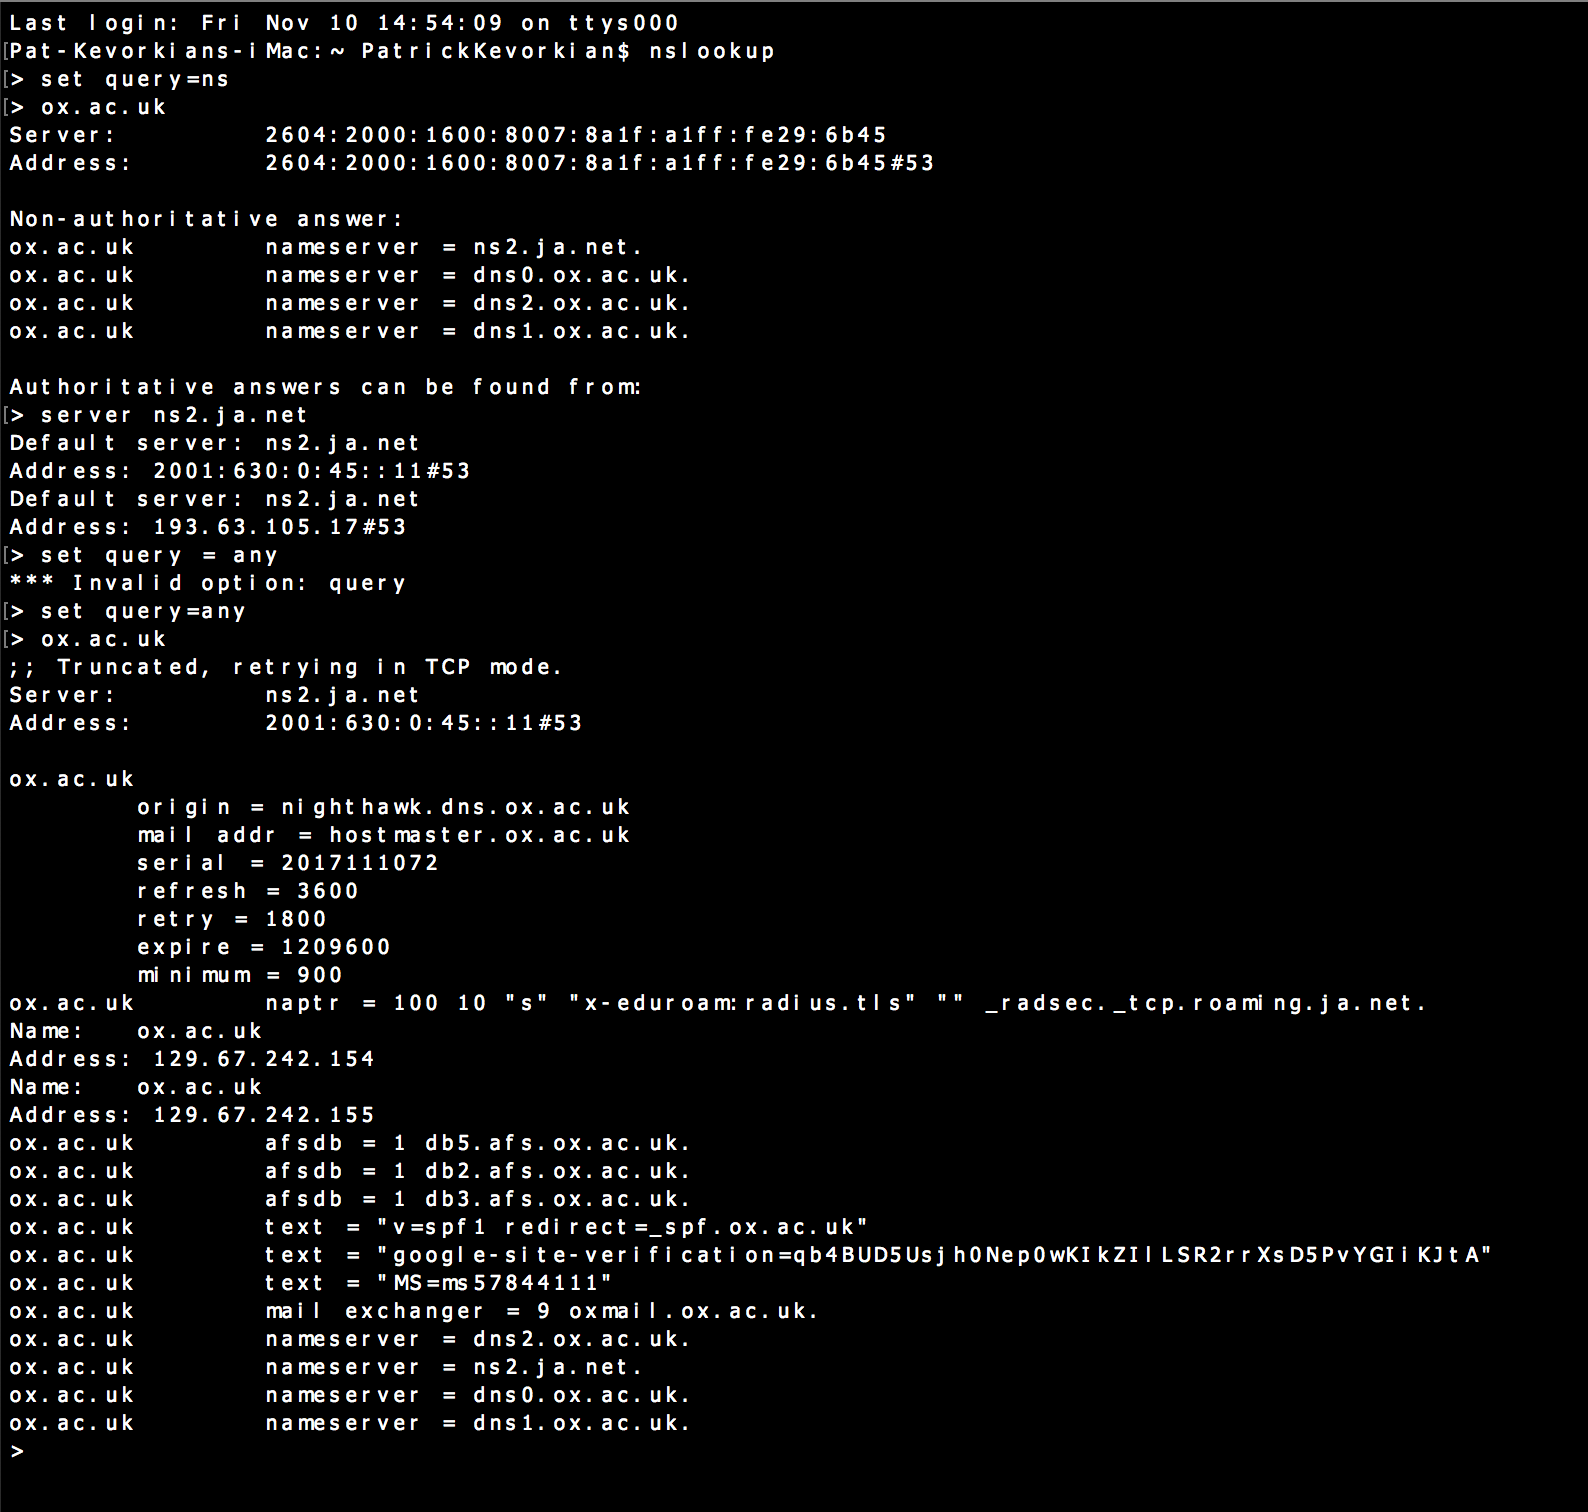 Last login: Fri Nov 10 14:54:09 on ttys000
[Pat-Kevorkians-iMac:~ PatrickKevorkian$ nslookup
[> set query=ns
[> ox.ac.uk
Server:		2604:2000:1600:8007:8a1f:a1ff:fe29:6b45
Address:	2604:2000:1600:8007:8a1f:a1ff:fe29:6b45#53

Non-authoritative answer:
ox.ac.uk	nameserver = ns2.ja.net.
ox.ac.uk	nameserver = dns0.ox.ac.uk.
ox.ac.uk	nameserver = dns2.ox.ac.uk.
ox.ac.uk	nameserver = dns1.ox.ac.uk.

Authoritative answers can be found from:
[> server ns2.ja.net
Default server: ns2.ja.net
Address: 2001:630:0:45::11#53
Default server: ns2.ja.net
Address: 193.63.105.17#53
[> set query = any
*** Invalid option: query
[> set query=any
[> ox.ac.uk
;; Truncated, retrying in TCP mode.
Server:		ns2.ja.net
Address:	2001:630:0:45::11#53

ox.ac.uk
	origin = nighthawk.dns.ox.ac.uk
	mail addr = hostmaster.ox.ac.uk
	serial = 2017111072
	refresh = 3600
	retry = 1800
	expire = 1209600
	minimum = 900
ox.ac.uk	naptr = 100 10 "s" "x-eduroam:radius.tls" "" _radsec._tcp.roaming.ja.net.
Name:	ox.ac.uk
Address: 129.67.242.154
Name:	ox.ac.uk
Address: 129.67.242.155
ox.ac.uk	afsdb = 1 db5.afs.ox.ac.uk.
ox.ac.uk	afsdb = 1 db2.afs.ox.ac.uk.
ox.ac.uk	afsdb = 1 db3.afs.ox.ac.uk.
ox.ac.uk	text = "v=spf1 redirect=_spf.ox.ac.uk"
ox.ac.uk	text = "google-site-verification=qb4BUD5Usjh0Nep0wKIkZIlLSR2rrXsD5PvYGIiKJtA"
ox.ac.uk	text = "MS=ms57844111"
ox.ac.uk	mail exchanger = 9 oxmail.ox.ac.uk.
ox.ac.uk	nameserver = dns2.ox.ac.uk.
ox.ac.uk	nameserver = ns2.ja.net.
ox.ac.uk	nameserver = dns0.ox.ac.uk.
ox.ac.uk	nameserver = dns1.ox.ac.uk.
>